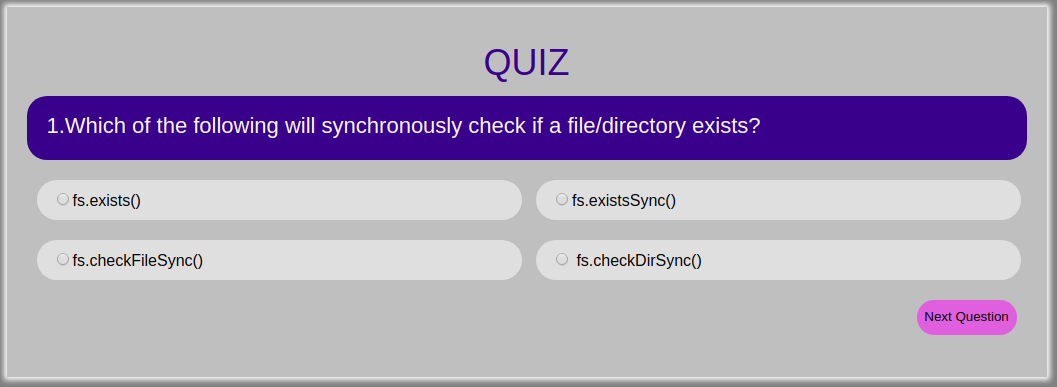 QUIZ
1.Which of the following will synchronously check if a file/directory exists?
fs.exists()
fs.existsSync()
fs.checkFileSync()
fs.checkDirSync()
Next Question